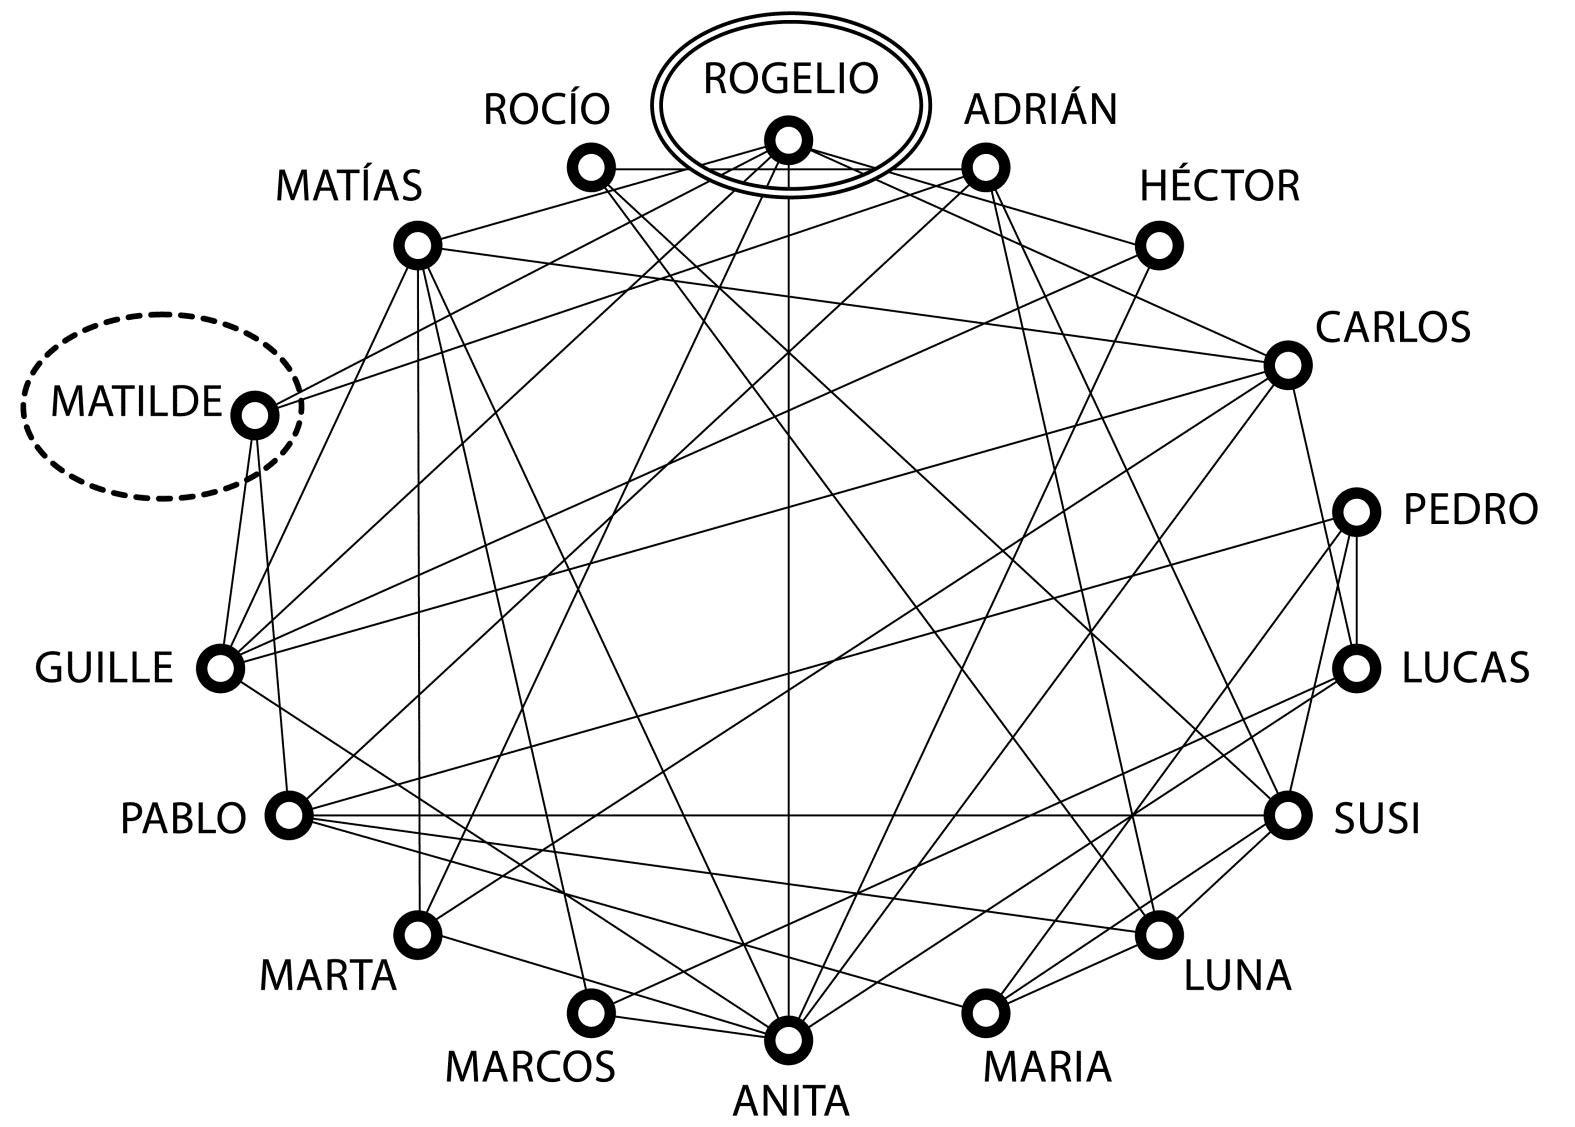 ROGELIO
ROCÍO
ADRIÁN
MATÍAS
HÉCTOR
CARLOS
MATILDE
PEDRO
GUILLE
LUCAS
PABLO
SUSI
MARTA
LUNA
MARCOS
MARIA
ANITA